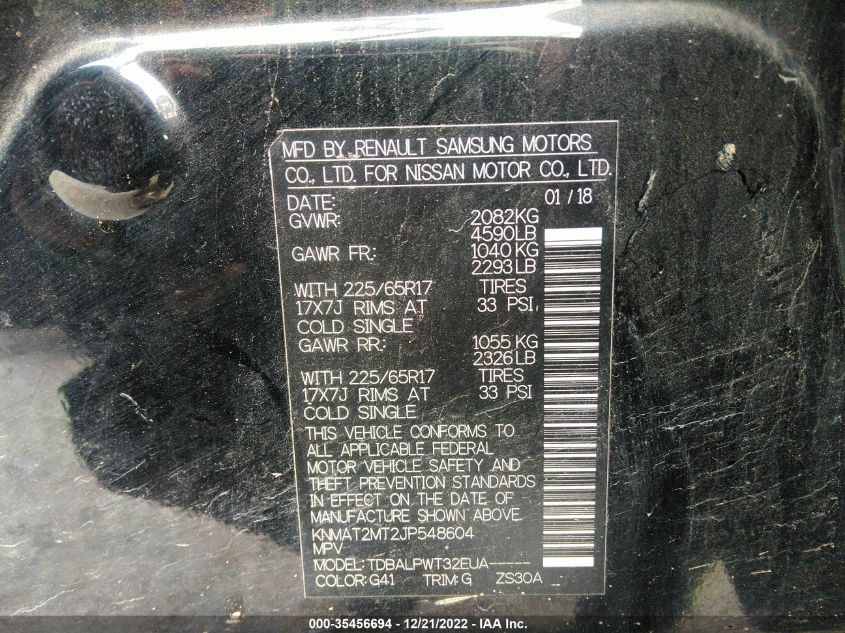 MFD BY RENAULT SAMSUNG MOTORS
CO., LTD. FOR NISSAN MOTOR CO., LTD.
DATE: 01 / 18
GVWR: 2082KG
4590LB
GAWR FR: 1040 KG
2293 LB
WITH 225/65R17 TIRES
17X7J RIMS AT 33 PSI,
COLD SINGLE
GAWR RR: 1055 KG
2326 LB
WITH 225/65R17 TIRES
17X7J RIMS AT 33 PSI
COLD SINGLE
THIS VEHICLE CONFORMS TO
ALL APPLICABLE FEDERAL
MOTOR VEHICLE SAFETY AND
THEFT PREVENTION STANDARDS
IN EFFECT ON THE DATE OF
MANUFACTURE SHOWN ABOVE.
KNMAT2MT2JP548604
MPV
MODEL: TDBALPWT32EUA-----
COLOR: G41 TRIM: G ZS30A _
000-35456694 - 12/21/2022 - IAA Inc.